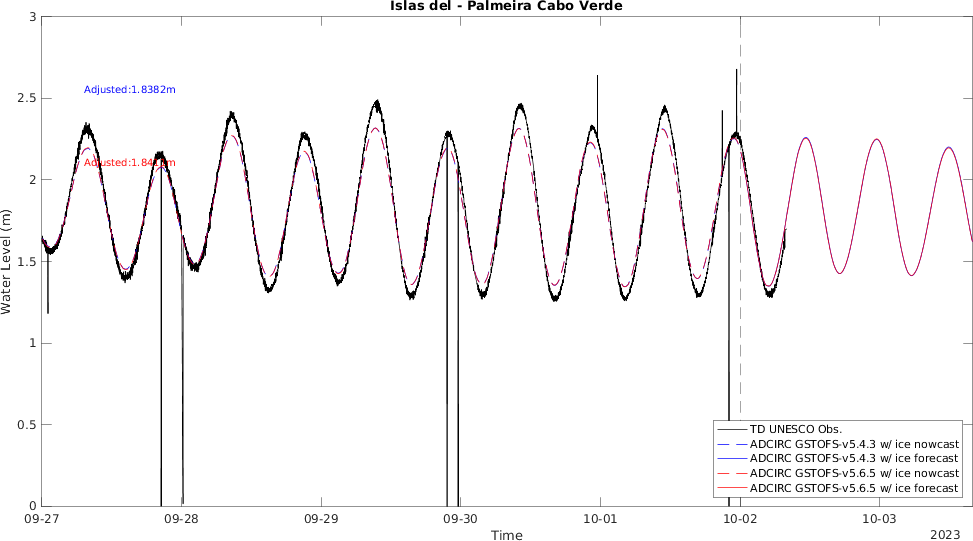 Islas del - Palmeira Cabo Verde
3
2.5
2
1.5
1
0.5
0
Water Level (m)
Adjusted:1.8382m
09-27
09-28
09-29
09-30
10-01
10-02
10-03
Time
2023
TD UNESCO Obs.
ADCIRC GSTOFS-v5.4.3 w/ ice nowcast
ADCIRC GSTOFS-v5.4.3 w/ ice forecast
ADCIRC GSTOFS-v5.6.5 w/ ice nowcast
ADCIRC GSTOFS-v5.6.5 w/ ice forecast